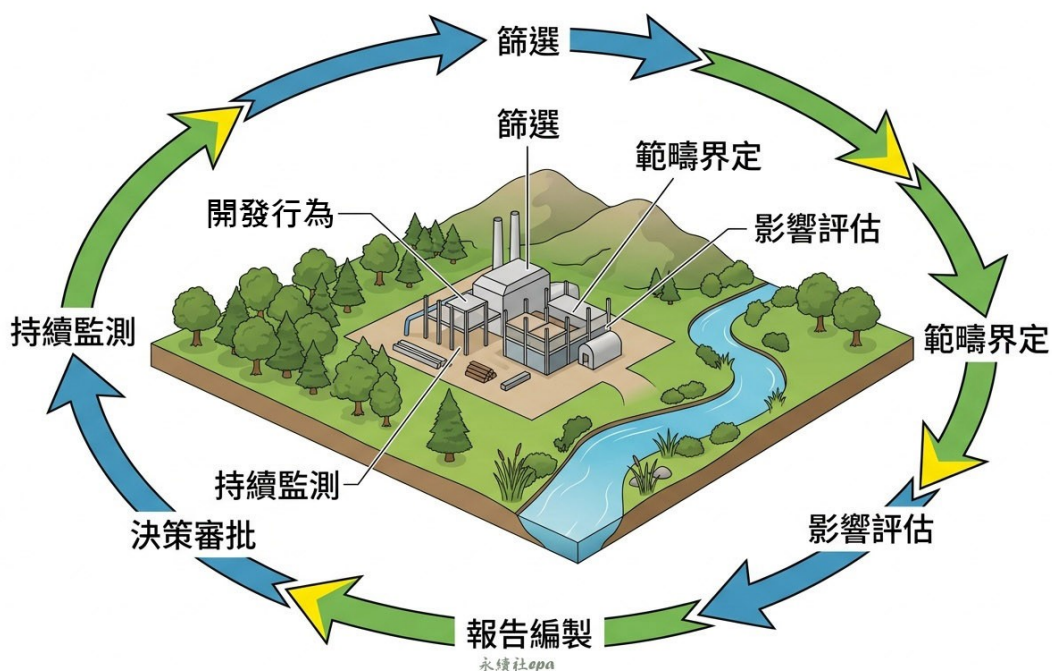 篩選
篩選
範疇界定
開發行為
影響評估
持續監測
範疇界定
持續監測
決策審批
影響評估
報告編製
永續社epa